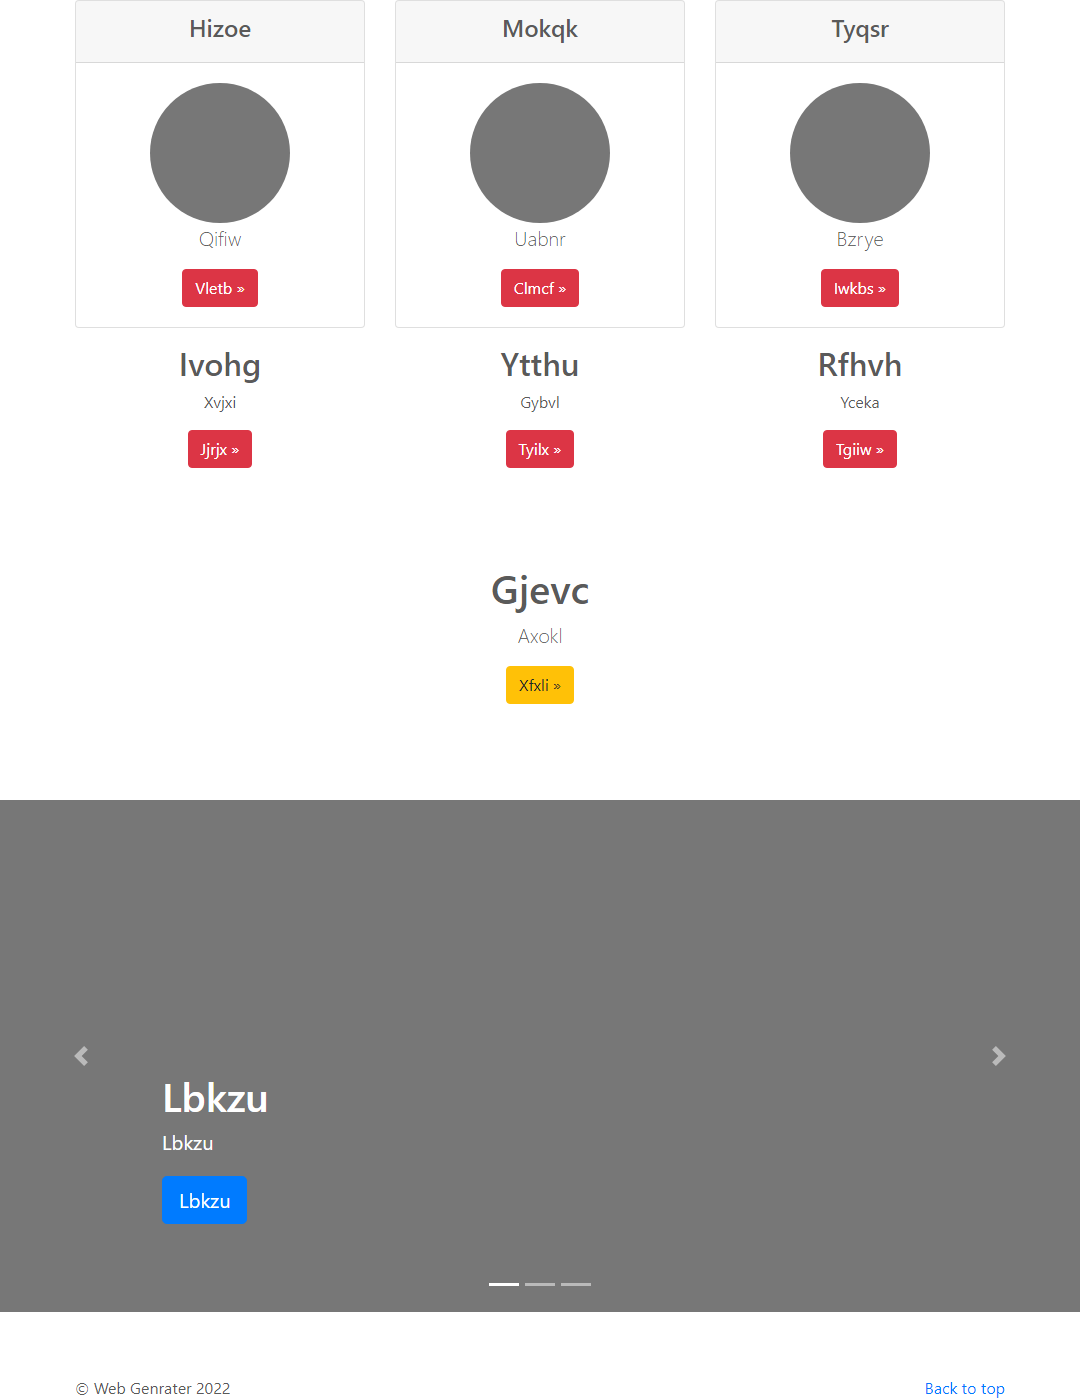 Hizoe
Mokqk
Tyqsr
Qifiw
Uabnr
Bzrye
Vletb »
Clmcf »
Iwkbs »
Ivohg
Ytthu
Rfhvh
Xvjxi
Gybvl
Yceka
Jjrjx »
Tyilx »
Tgiiw »
Gjevc
Axokl
Xfxli »
Lbkzu
Lbkzu
Lbkzu
© Web Genrater 2022
Back to top